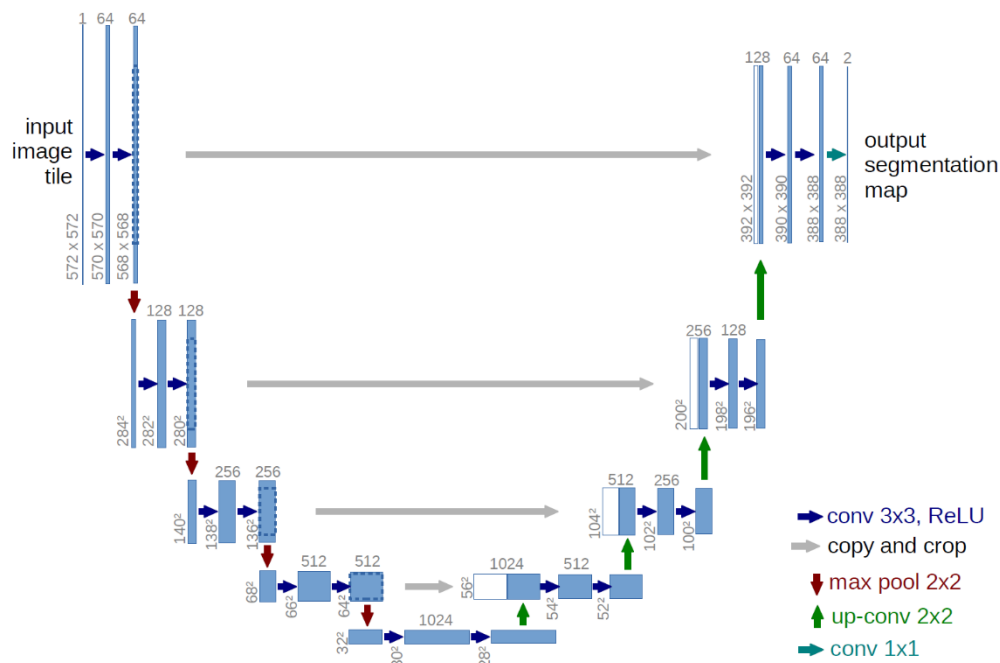 1 64 64
128 64 64 2
input
image
tile
output
segmentation
map
572 x 572
570 x 570
568 x 568
392 x 392
390 x 390
388 x 388
388 x 388
128 128
256 128
284²
282²
280²
200²
198²
196²
256 256
512 256
140²
138²
136²
104²
102²
100²
512 512
1024 512
68²
66²
64²
56²
54²
52²
1024
32²
30²
28²
conv 3x3, ReLU
copy and crop
max pool 2x2
up-conv 2x2
conv 1x1